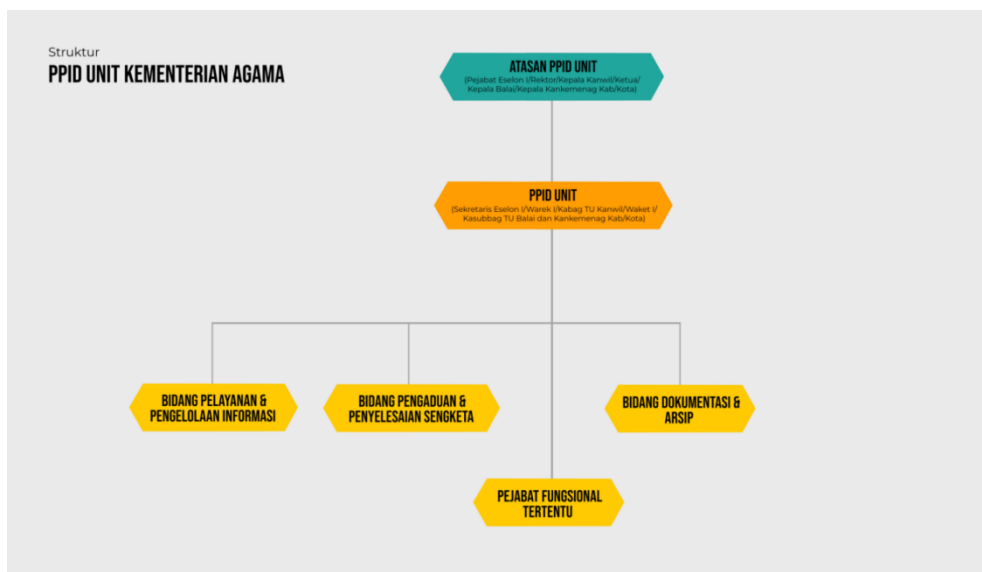 Struktur
PPID UNIT KEMENTERIAN AGAMA
ATASAN PPID UNIT
(Pejabat Eselon I/Rektor/Kepala Kanwil/Ketua/
Kepala Balai/Kepala Kankemenag Kab/Kota)
PPID UNIT
(Sekretaris Eselon I/Warek I/Kabag TU Kanwil/Waket I/
Kasubbag TU Balai dan Kankemenag Kab/Kota)
BIDANG PELAYANAN &
PENGELOLAAN INFORMASI
BIDANG PENGADUAN &
PENYELESAIAN SENGKETA
BIDANG DOKUMENTASI &
ARSIP
PEJABAT FUNGSIONAL
TERTENTU